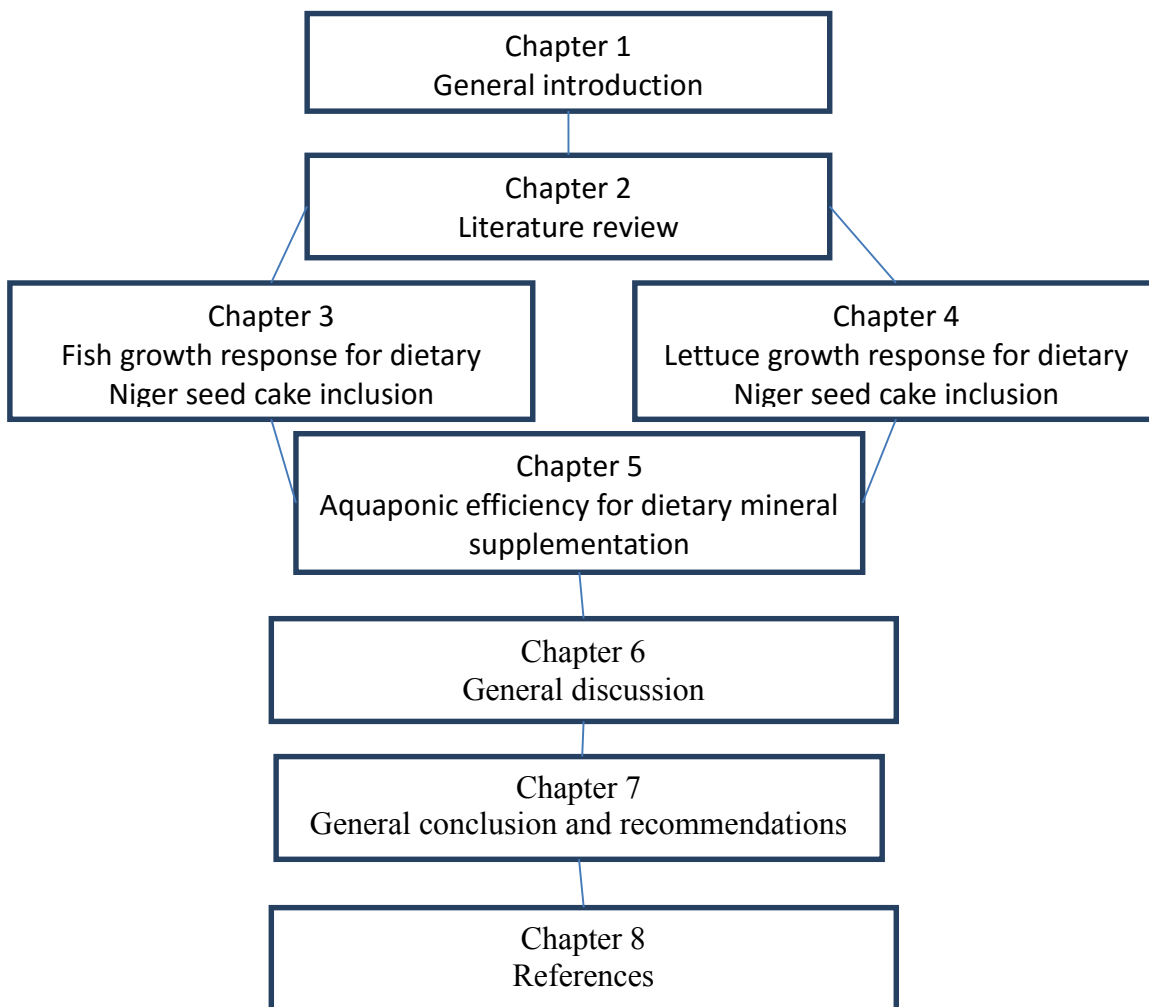 Chapter 1
General introduction
Chapter 2
Literature review
Chapter 3
Fish growth response for dietary
Niger seed cake inclusion
Chapter 4
Lettuce growth response for dietary
Niger seed cake inclusion
Chapter 5
Aquaponic efficiency for dietary mineral
supplementation
Chapter 6
General discussion
Chapter 7
General conclusion and recommendations
Chapter 8
References